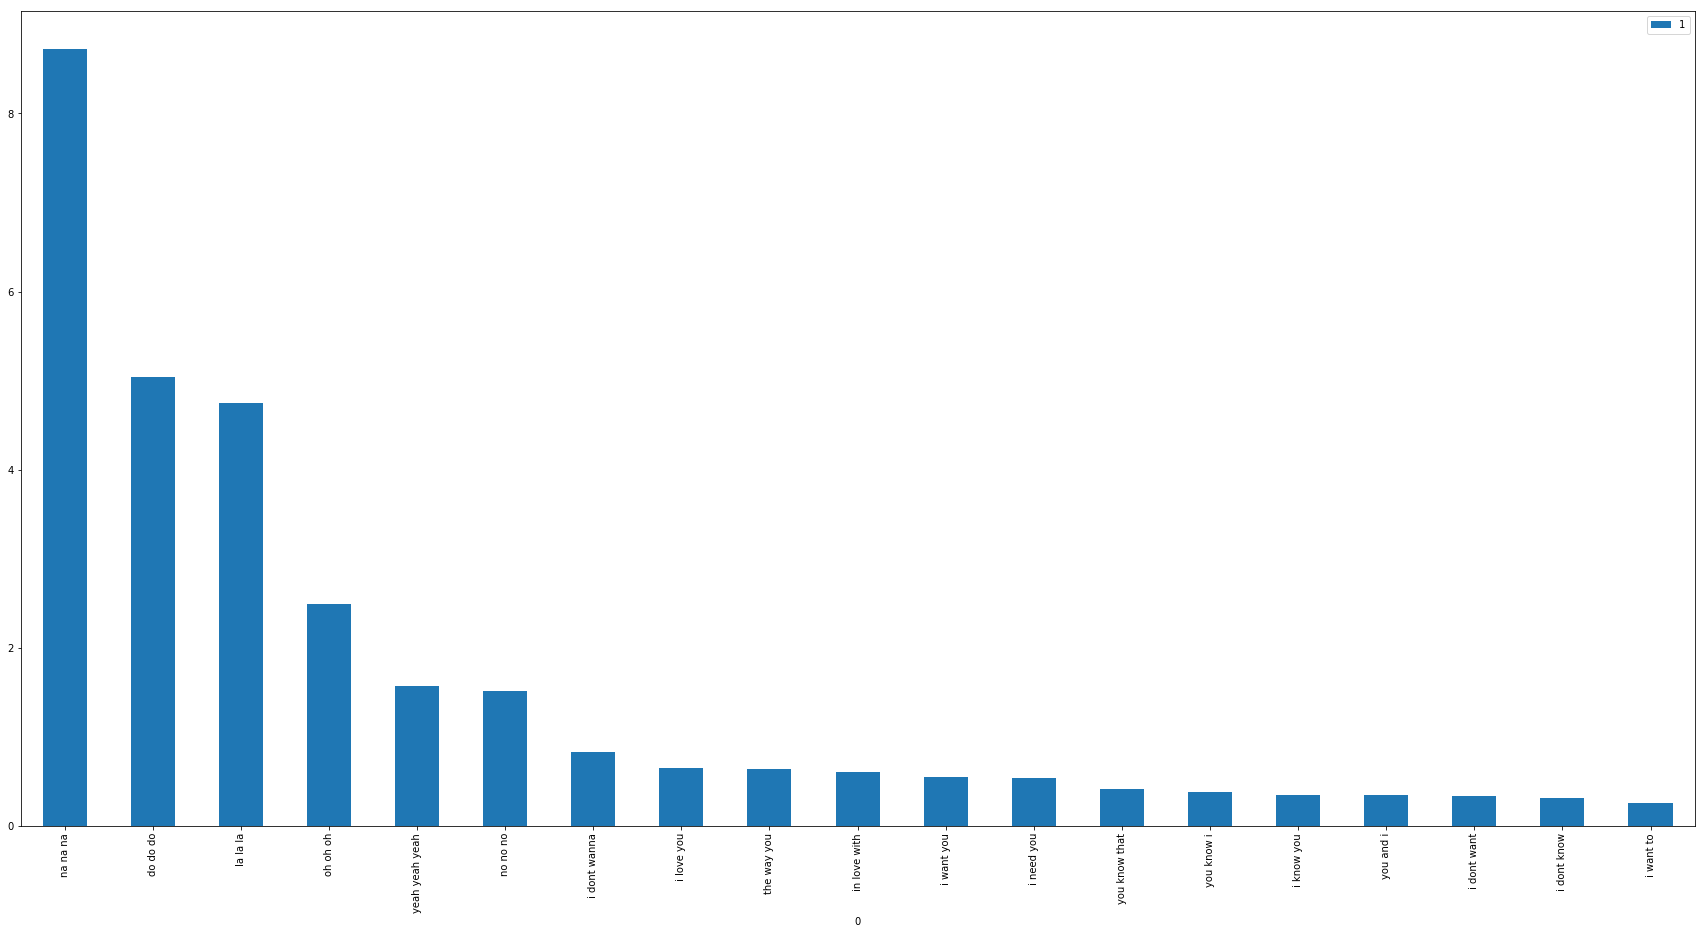 1
8
6
4
2
0
na na na
do do do
la la la
oh oh oh
yeah yeah yeah
no no no
i dont wanna
i love you
the way you
in love with
i want you
i need you
you know that
you know i
i know you
you and i
i dont want
i dont know
i want to
0